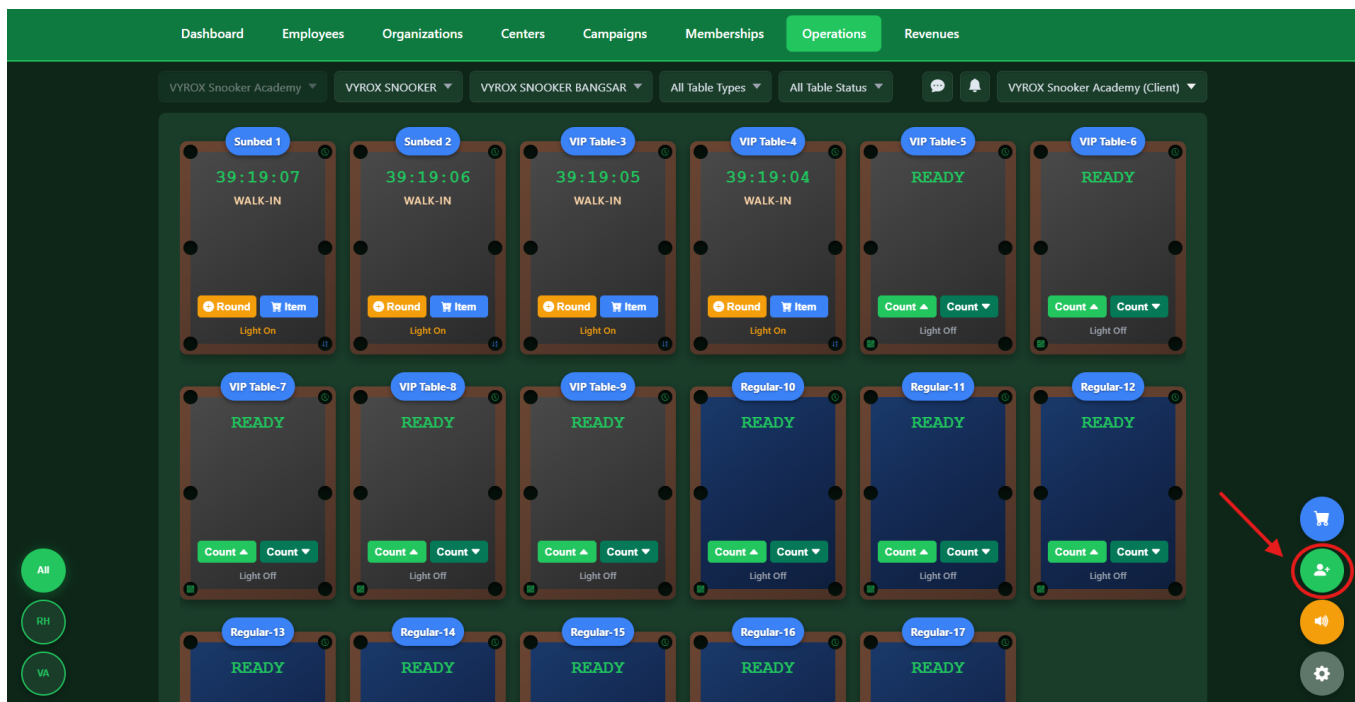 Dashboard Employees Organizations Centers Campaigns Memberships Operations Revenues
VYROX Snooker Academy VYROX SNOOKER VYROX SNOOKER BANGSAR All Table Types All Table Status VYROX Snooker Academy (Client)
Sunbed 1 Sunbed 2 VIP Table-3 VIP Table-4 VIP Table-5 VIP Table-6
39:19:07 39:19:06 39:19:05 39:19:04 READY READY
WALK-IN WALK-IN WALK-IN WALK-IN
Round Item Round Item Round Item Round Item Count Count Count Count
Light On Light On Light On Light On Light Off Light Off
VIP Table-7 VIP Table-8 VIP Table-9 Regular-10 Regular-11 Regular-12
READY READY READY READY READY READY
Count Count Count Count Count Count Count Count Count Count Count Count
Light Off Light Off Light Off Light Off Light Off Light Off
All
RH
VA
Regular-13 Regular-14 Regular-15 Regular-16 Regular-17
READY READY READY READY READY